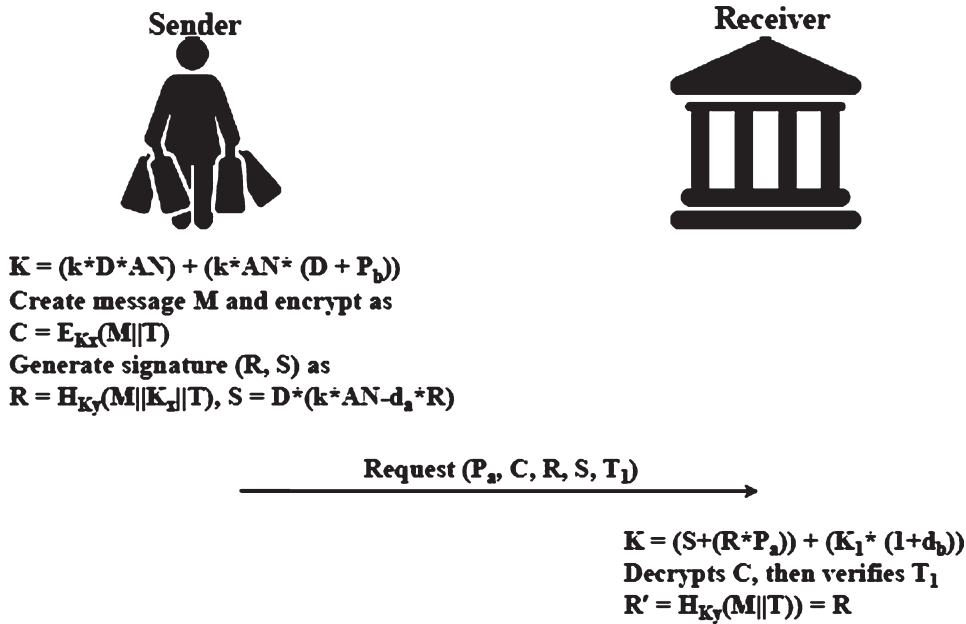 Sender
Receiver
K = (k*D*AN) + (k*AN* (D + Pb))
Create message M and encrypt as
C = EKx(M||T)
Generate signature (R, S) as
R = HKy(M||Kx||T), S = D*(k*AN-da*R)
Request (Pa, C, R, S, T1)
K = (S+(R*Pa)) + (K1* (1+db))
Decrypts C, then verifies T1
R′ = HKy(M||T)) = R